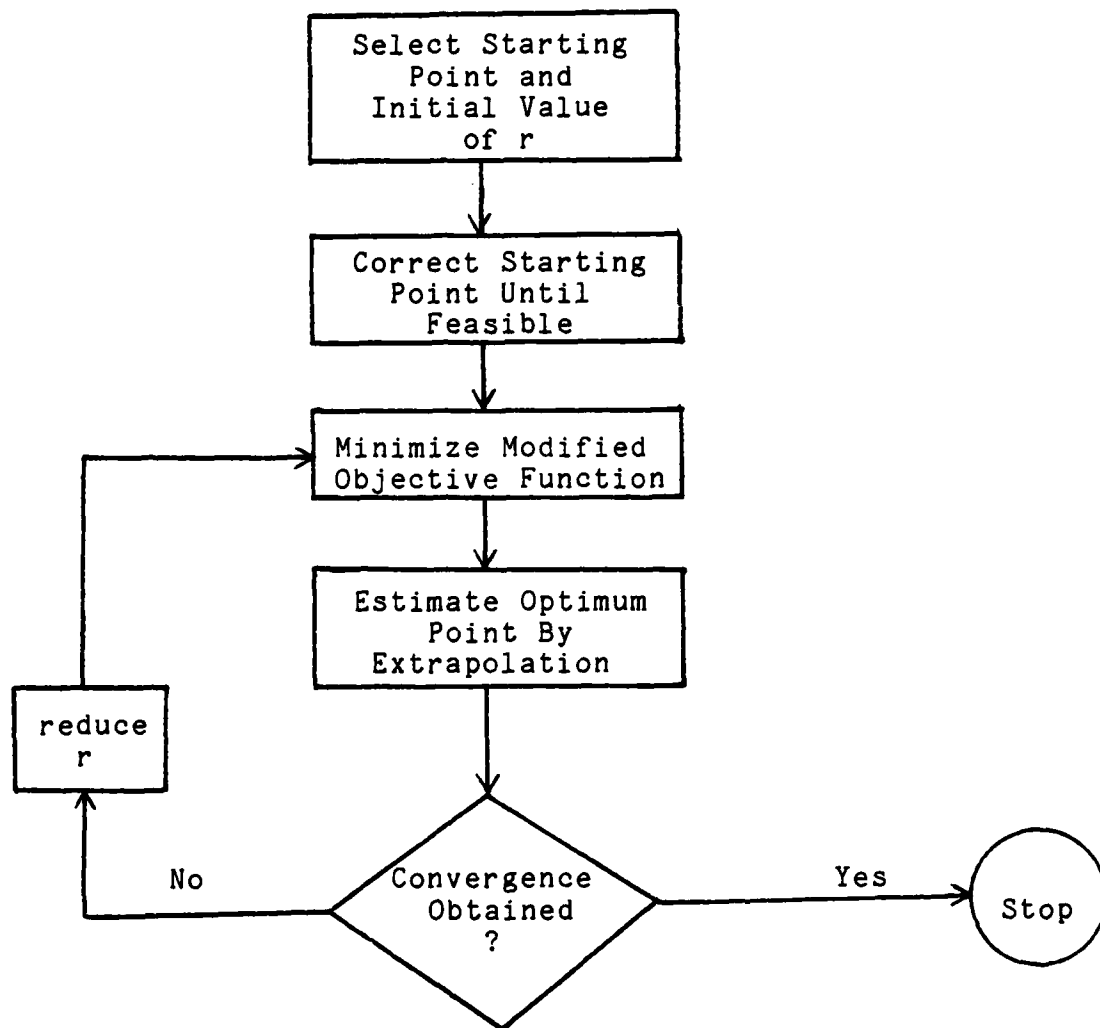 Select Starting
Point and
Initial Value
of r
Correct Starting
Point Until
Feasible
Minimize Modified
Objective Function
Estimate Optimum
Point By
Extrapolation
reduce
r
No
Convergence
Obtained
?
Yes
Stop